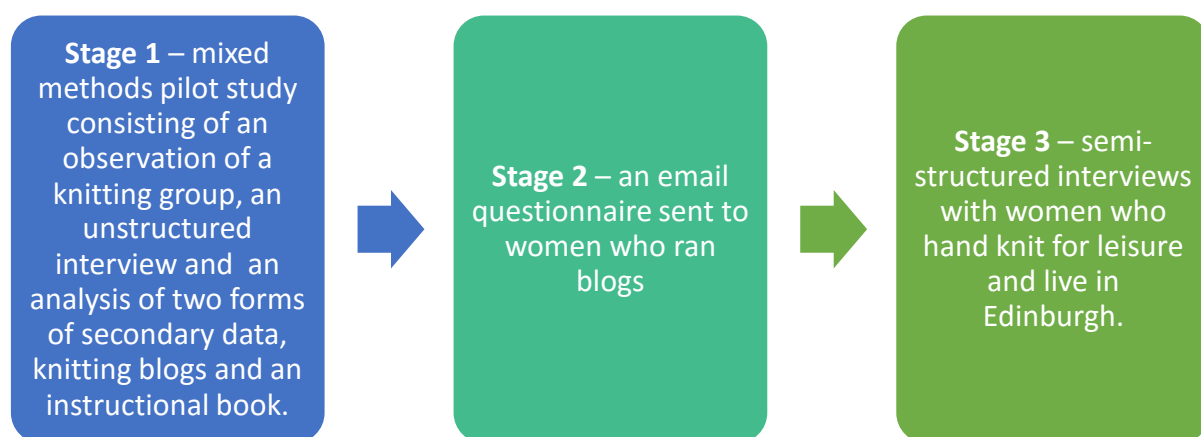 Stage 1 – mixed
methods pilot study
consisting of an
observation of a
knitting group, an
unstructured
interview and  an
analysis of two forms
of secondary data,
knitting blogs and an
instructional book.
Stage 2 – an email
questionnaire sent to
women who ran
blogs
Stage 3 – semi-
structured interviews
with women who
hand knit for leisure
and live in
Edinburgh.